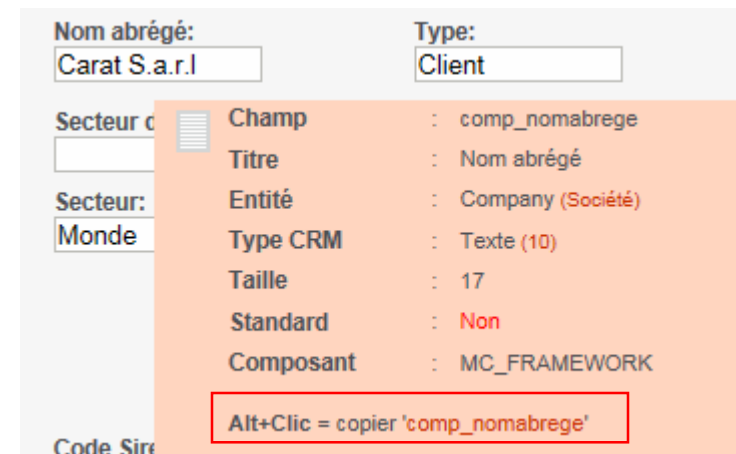 Nom abrégé: Type:
Carat S.a.r.l Client
Secteur d
Champ : comp_nomabrege
Titre : Nom abrégé
Secteur:
Entité : Company (Société)
Monde
Type CRM : Texte (10)
Taille : 17
Standard : Non
Composant : MC_FRAMEWORK
Alt+Clic = copier 'comp_nomabrege'
Code Sire